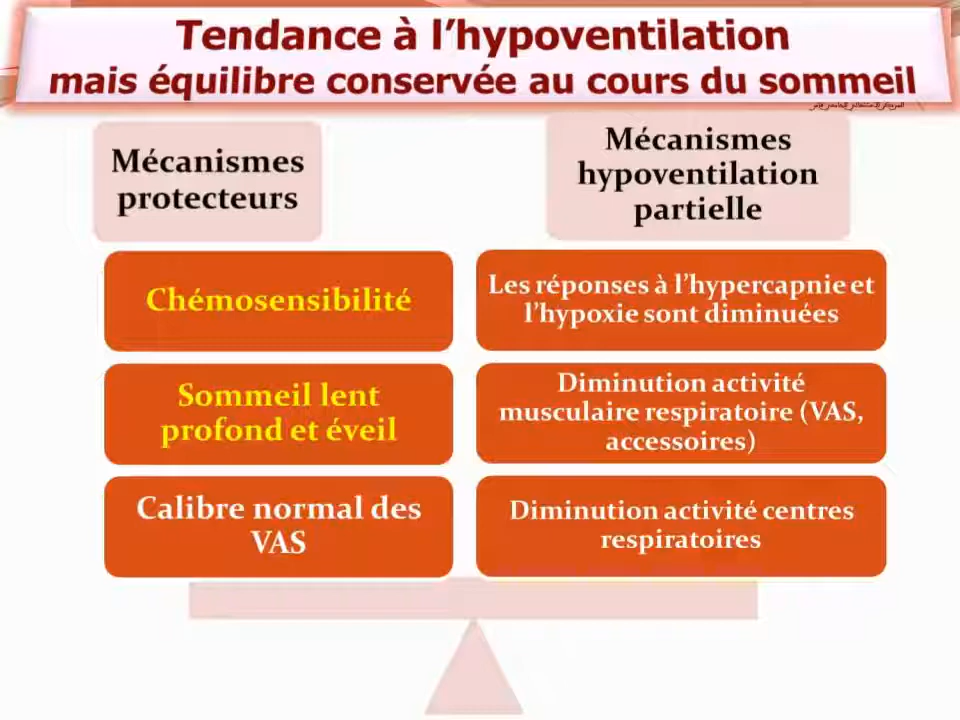 Tendance à l’hypoventilation
mais équilibre conservée au cours du sommeil
Mécanismes
protecteurs
Mécanismes
hypoventilation
partielle
Chémosensibilité
Les réponses à l’hypercapnie et
l’hypoxie sont diminuées
Sommeil lent
profond et éveil
Diminution activité
musculaire respiratoire (VAS,
accessoires)
Calibre normal des
VAS
Diminution activité centres
respiratoires